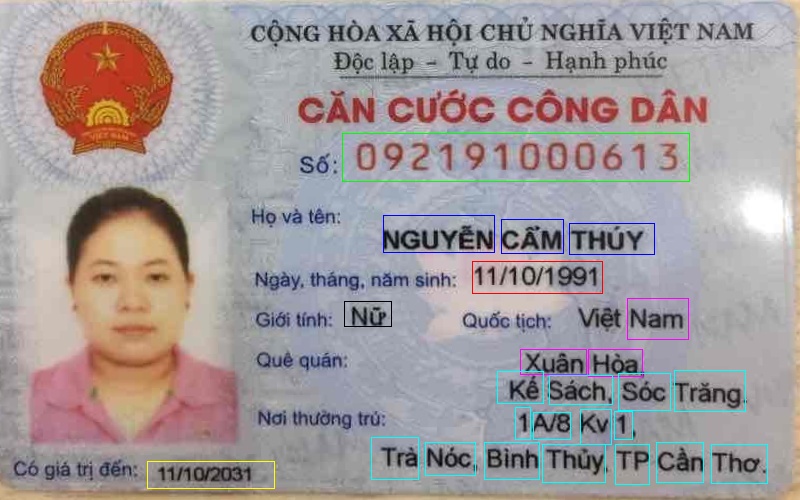 CỘNG HÒA XÃ HỘI CHỦ NGHĨA VIỆT NAM
Độc lập - Tự do - Hạnh phúc
CĂN CƯỚC CÔNG DÂN
Số: 092191000613
Họ và tên:
NGUYỄN CẨM THÚY
Ngày, tháng, năm sinh: 11/10/1991
Giới tính: Nữ Quốc tịch: Việt Nam
Quê quán: Xuân Hòa,
Kế Sách, Sóc Trăng.
Nơi thường trú: 1A/8 Kv 1,
Trà Nóc, Bình Thủy, TP Cần Thơ.
Có giá trị đến: 11/10/2031